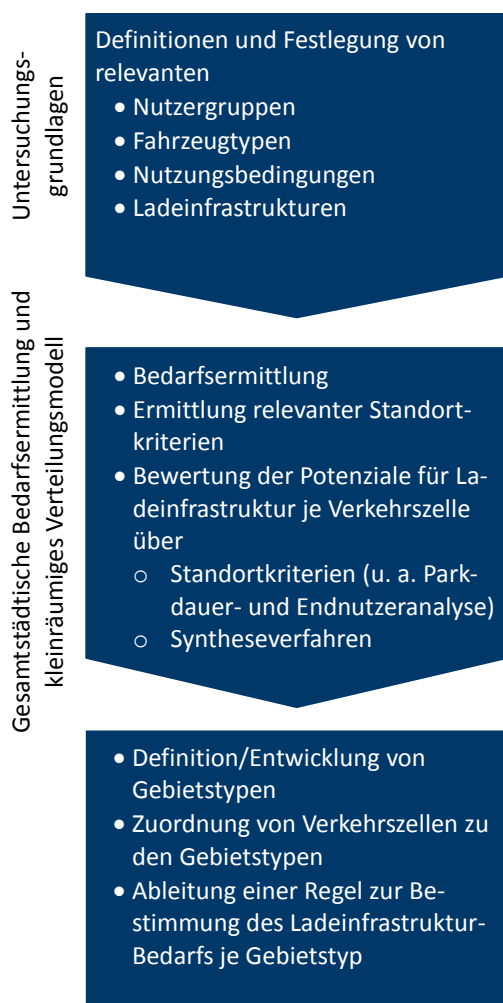 Untersuchungs-
grundlagen
Definitionen und Festlegung von
relevanten
• Nutzergruppen
• Fahrzeugtypen
• Nutzungsbedingungen
• Ladeinfrastrukturen
Gesamtstädtische Bedarfsermittlung und
kleinräumiges Verteilungsmodell
• Bedarfsermittlung
• Ermittlung relevanter Standort-
kriterien
• Bewertung der Potenziale für La-
deinfrastruktur je Verkehrszelle
über
o Standortkriterien (u. a. Park-
dauer- und Endnutzeranalyse)
o Syntheseverfahren
• Definition/Entwicklung von
Gebietstypen
• Zuordnung von Verkehrszellen zu
den Gebietstypen
• Ableitung einer Regel zur Be-
stimmung des Ladeinfrastruktur-
Bedarfs je Gebietstyp